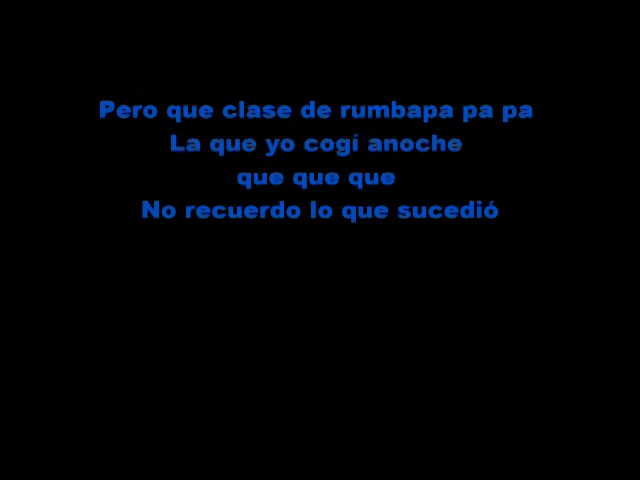 Pero que clase de rumbapa pa pa
La que yo cogí anoche
que que que
No recuerdo lo que sucedió